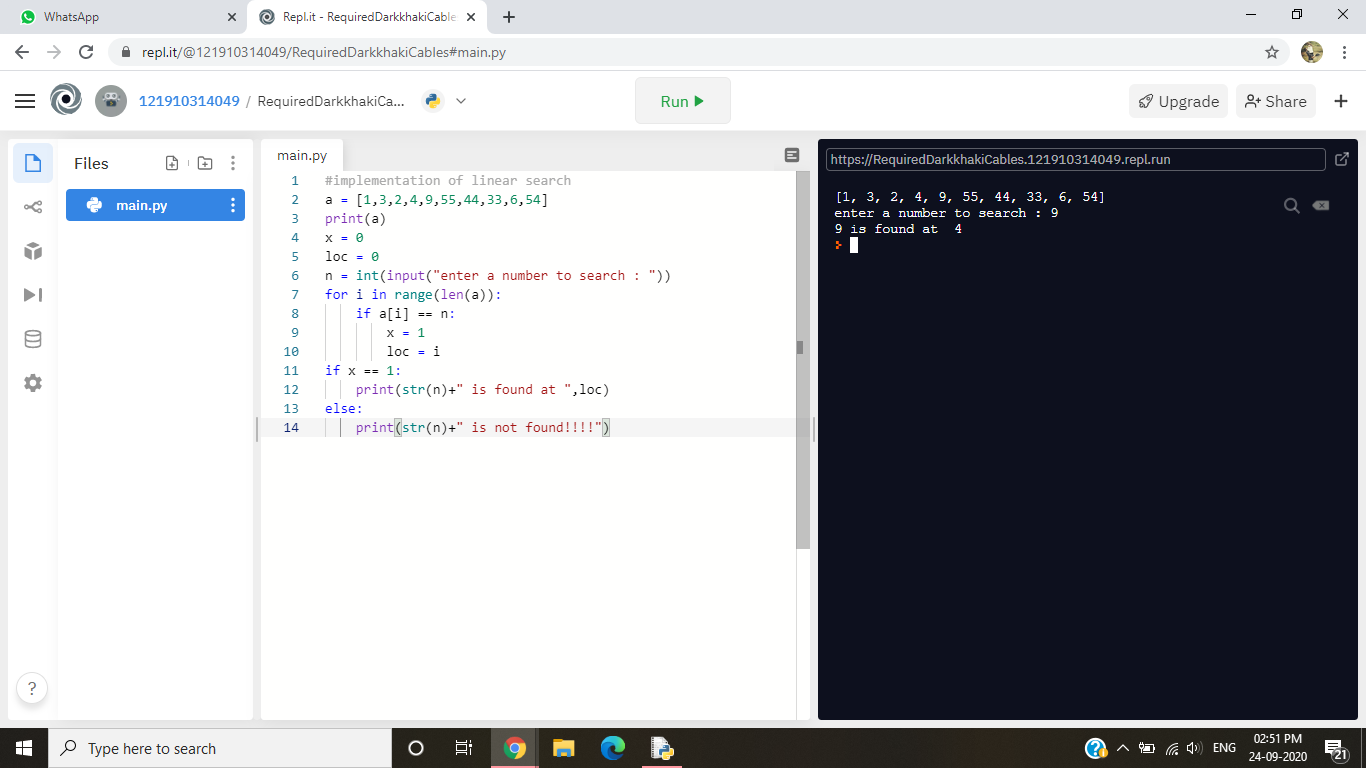 WhatsApp
Repl.it - RequiredDarkkhakiCable
repl.it/@121910314049/RequiredDarkkhakiCables#main.py
121910314049 / RequiredDarkkhakiCa...
Run
Upgrade
Share
Files
main.py
main.py
1 #implementation of linear search
2 a = [1,3,2,4,9,55,44,33,6,54]
3 print(a)
4 x = 0
5 loc = 0
6 n = int(input("enter a number to search : "))
7 for i in range(len(a)):
8 if a[i] == n:
9 x = 1
10 loc = i
11 if x == 1:
12 print(str(n)+" is found at ",loc)
13 else:
14 print(str(n)+" is not found!!!!")
https://RequiredDarkkhakiCables.121910314049.repl.run
[1, 3, 2, 4, 9, 55, 44, 33, 6, 54]
enter a number to search : 9
9 is found at  4
?
Type here to search
ENG
02:51 PM
24-09-2020
21